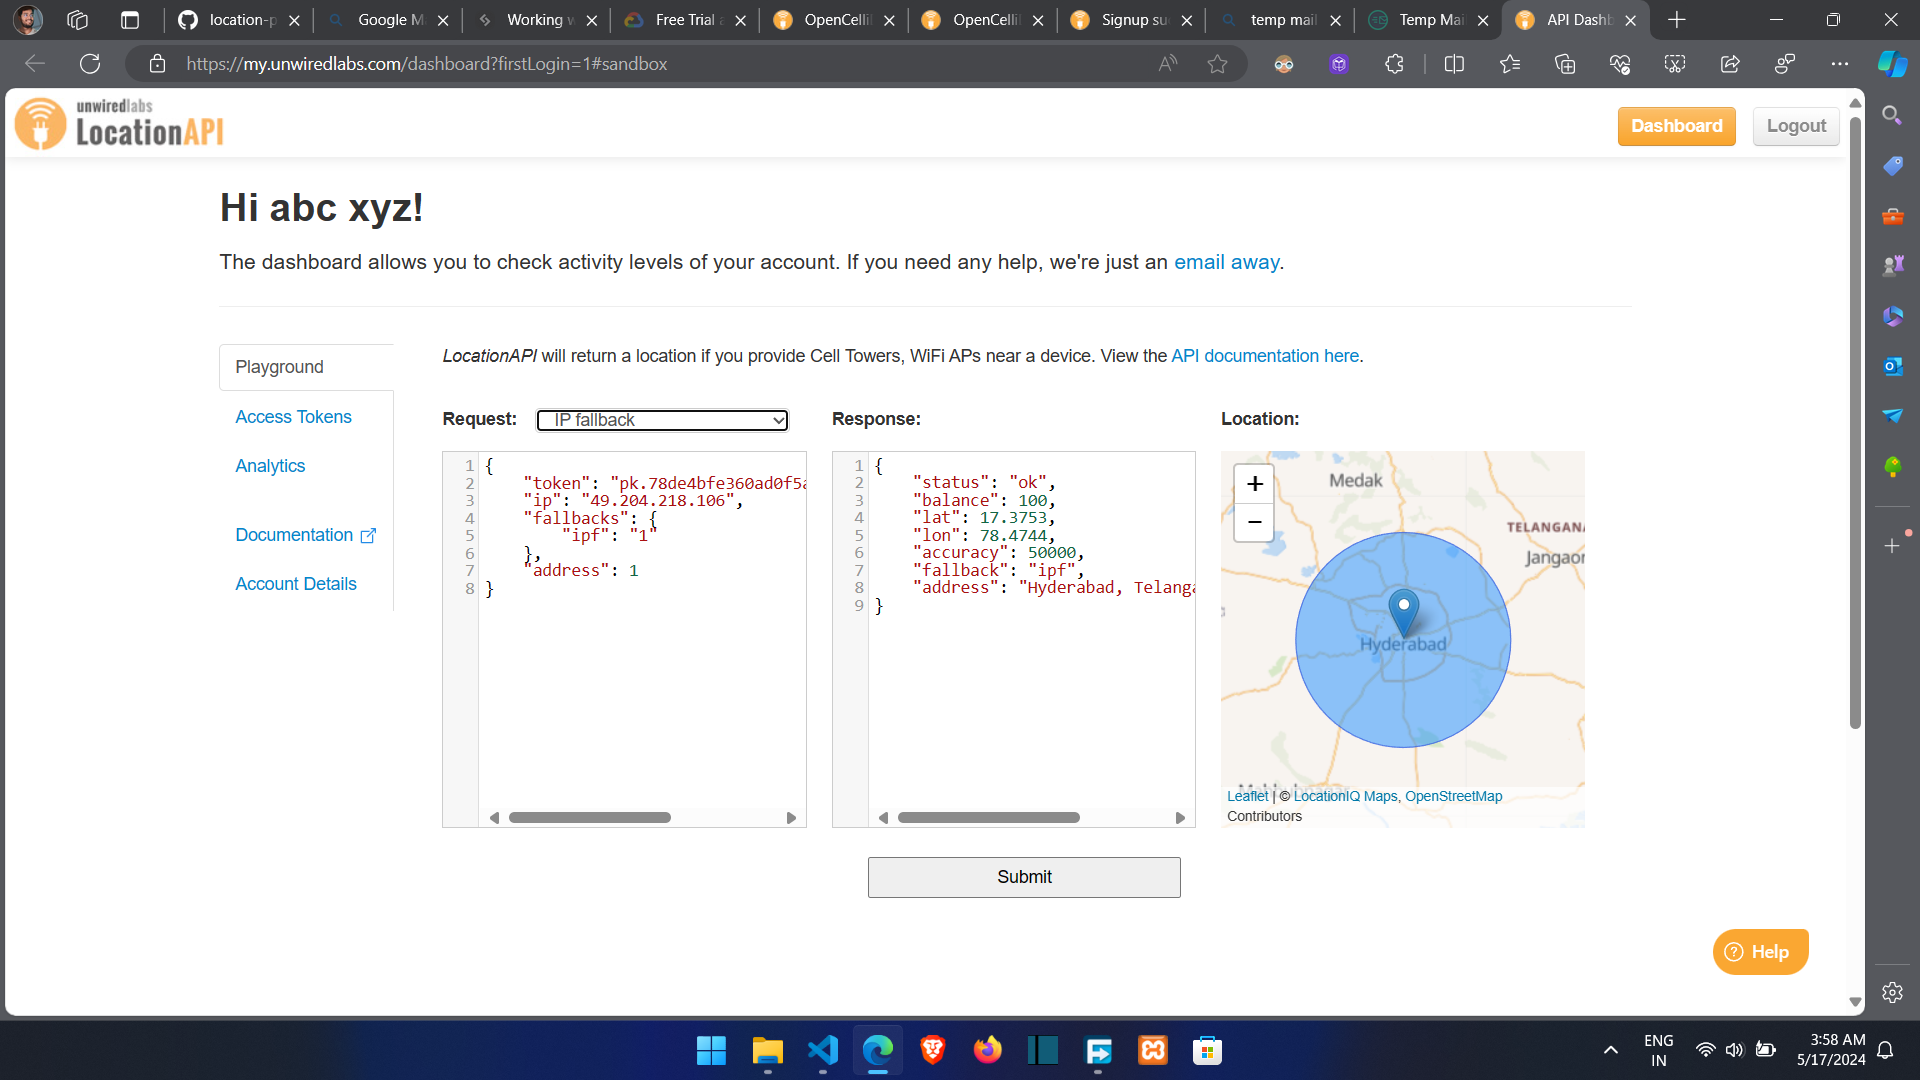 location-p
Google M
Working w
Free Trial a
OpenCelli
OpenCelli
Signup su
temp mail
Temp Mai
API Dashb
https://my.unwiredlabs.com/dashboard?firstLogin=1#sandbox
unwiredlabs
LocationAPI
Dashboard
Logout
Hi abc xyz!
The dashboard allows you to check activity levels of your account. If you need any help, we're just an email away.
Playground
Access Tokens
Analytics
Documentation
Account Details
LocationAPI will return a location if you provide Cell Towers, WiFi APs near a device. View the API documentation here.
Request:
IP fallback
1 {
2 "token": "pk.78de4bfe360ad0f5a
3 "ip": "49.204.218.106",
4 "fallbacks": {
5 "ipf": "1"
6 },
7 "address": 1
8 }
Response:
1 {
2 "status": "ok",
3 "balance": 100,
4 "lat": 17.3753,
5 "lon": 78.4744,
6 "accuracy": 50000,
7 "fallback": "ipf",
8 "address": "Hyderabad, Telanga
9 }
Location:
+
−
Medak
TELANGANA
Jangaon
Hyderabad
Leaflet | © LocationIQ Maps, OpenStreetMap
Contributors
Submit
Help
ENG
IN
3:58 AM
5/17/2024